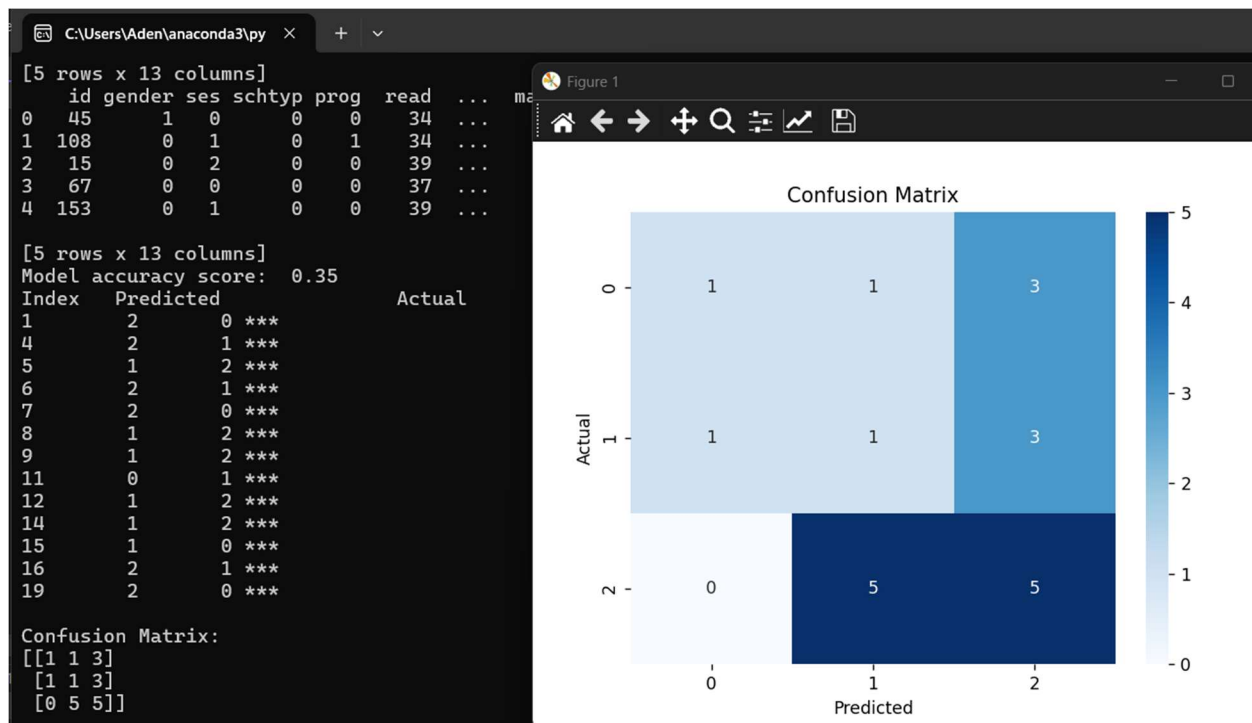 C:\Users\Aden\anaconda3\py
[5 rows x 13 columns]
id gender ses schtyp prog read ... ma
0 45 1 0 0 0 34 ...
1 108 0 1 0 1 34 ...
2 15 0 2 0 0 39 ...
3 67 0 0 0 0 37 ...
4 153 0 1 0 0 39 ...
[5 rows x 13 columns]
Model accuracy score: 0.35
Index Predicted Actual
1 2 0 ***
4 2 1 ***
5 1 2 ***
6 2 1 ***
7 2 0 ***
8 1 2 ***
9 1 2 ***
11 0 1 ***
12 1 2 ***
14 1 2 ***
15 1 0 ***
16 2 1 ***
19 2 0 ***
Confusion Matrix:
[[1 1 3]
[1 1 3]
[0 5 5]]
Figure 1
Confusion Matrix
0 1 1 3
1 1 1 3
2 0 5 5
0 1 2
Actual
Predicted
5
4
3
2
1
0